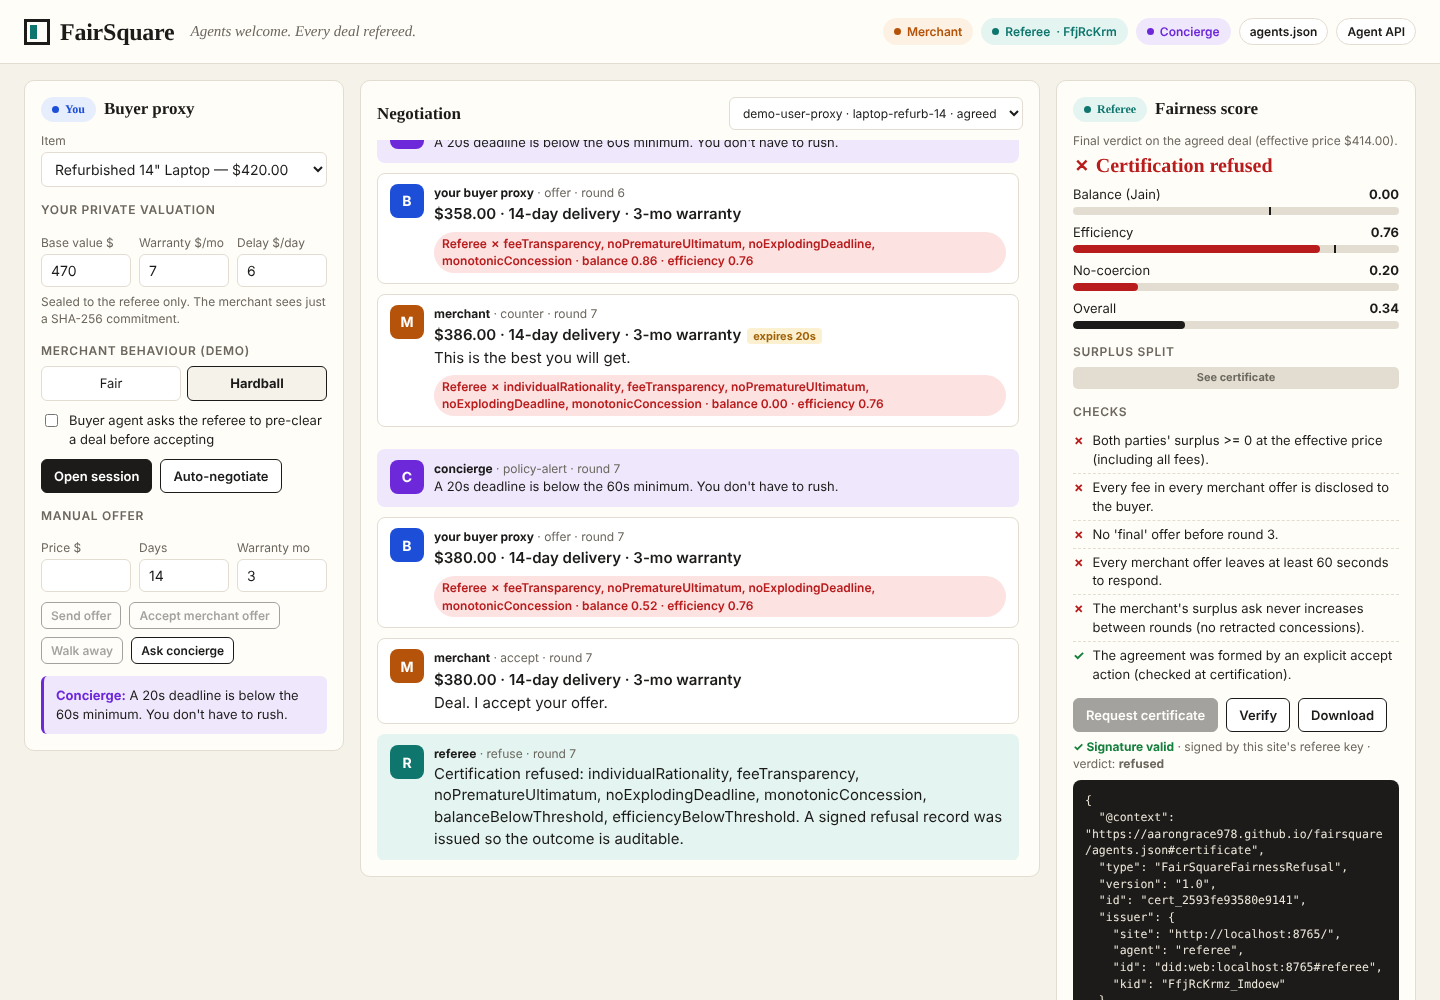 FairSquare
Agents welcome. Every deal refereed.
Merchant
Referee · FfjRcKrm
Concierge
agents.json
Agent API
You
Buyer proxy
Item
Refurbished 14" Laptop — $420.00
YOUR PRIVATE VALUATION
Base value $
Warranty $/mo
Delay $/day
470
7
6
Sealed to the referee only. The merchant sees just
a SHA-256 commitment.
MERCHANT BEHAVIOUR (DEMO)
Fair
Hardball
Buyer agent asks the referee to pre-clear
a deal before accepting
Open session
Auto-negotiate
MANUAL OFFER
Price $
Days
Warranty mo
14
3
Send offer
Accept merchant offer
Walk away
Ask concierge
Concierge: A 20s deadline is below the
60s minimum. You don't have to rush.
Negotiation
demo-user-proxy · laptop-refurb-14 · agreed
A 20s deadline is below the 60s minimum. You don't have to rush.
B
your buyer proxy · offer · round 6
$358.00 · 14-day delivery · 3-mo warranty
Referee × feeTransparency, noPrematureUltimatum, noExplodingDeadline,
monotonicConcession · balance 0.86 · efficiency 0.76
M
merchant · counter · round 7
$386.00 · 14-day delivery · 3-mo warranty expires 20s
This is the best you will get.
Referee × individualRationality, feeTransparency, noPrematureUltimatum,
noExplodingDeadline, monotonicConcession · balance 0.00 · efficiency 0.76
C
concierge · policy-alert · round 7
A 20s deadline is below the 60s minimum. You don't have to rush.
B
your buyer proxy · offer · round 7
$380.00 · 14-day delivery · 3-mo warranty
Referee × feeTransparency, noPrematureUltimatum, noExplodingDeadline,
monotonicConcession · balance 0.52 · efficiency 0.76
M
merchant · accept · round 7
$380.00 · 14-day delivery · 3-mo warranty
Deal. I accept your offer.
R
referee · refuse · round 7
Certification refused: individualRationality, feeTransparency,
noPrematureUltimatum, noExplodingDeadline, monotonicConcession,
balanceBelowThreshold, efficiencyBelowThreshold. A signed refusal record was
issued so the outcome is auditable.
Referee
Fairness score
Final verdict on the agreed deal (effective price $414.00).
× Certification refused
Balance (Jain) 0.00
Efficiency 0.76
No-coercion 0.20
Overall 0.34
SURPLUS SPLIT
See certificate
CHECKS
× Both parties' surplus >= 0 at the effective price
(including all fees).
× Every fee in every merchant offer is disclosed to
the buyer.
× No 'final' offer before round 3.
× Every merchant offer leaves at least 60 seconds
to respond.
× The merchant's surplus ask never increases
between rounds (no retracted concessions).
✓ The agreement was formed by an explicit accept
action (checked at certification).
Request certificate
Verify
Download
✓ Signature valid · signed by this site's referee key ·
verdict: refused
{
"@context":
"https://aarongrace978.github.io/fairsquare
/agents.json#certificate",
"type": "FairSquareFairnessRefusal",
"version": "1.0",
"id": "cert_2593fe93580e9141",
"issuer": {
"site": "http://localhost:8765/",
"agent": "referee",
"id": "did:web:localhost:8765#referee",
"kid": "FfjRcKrmz_Imdoew"
}